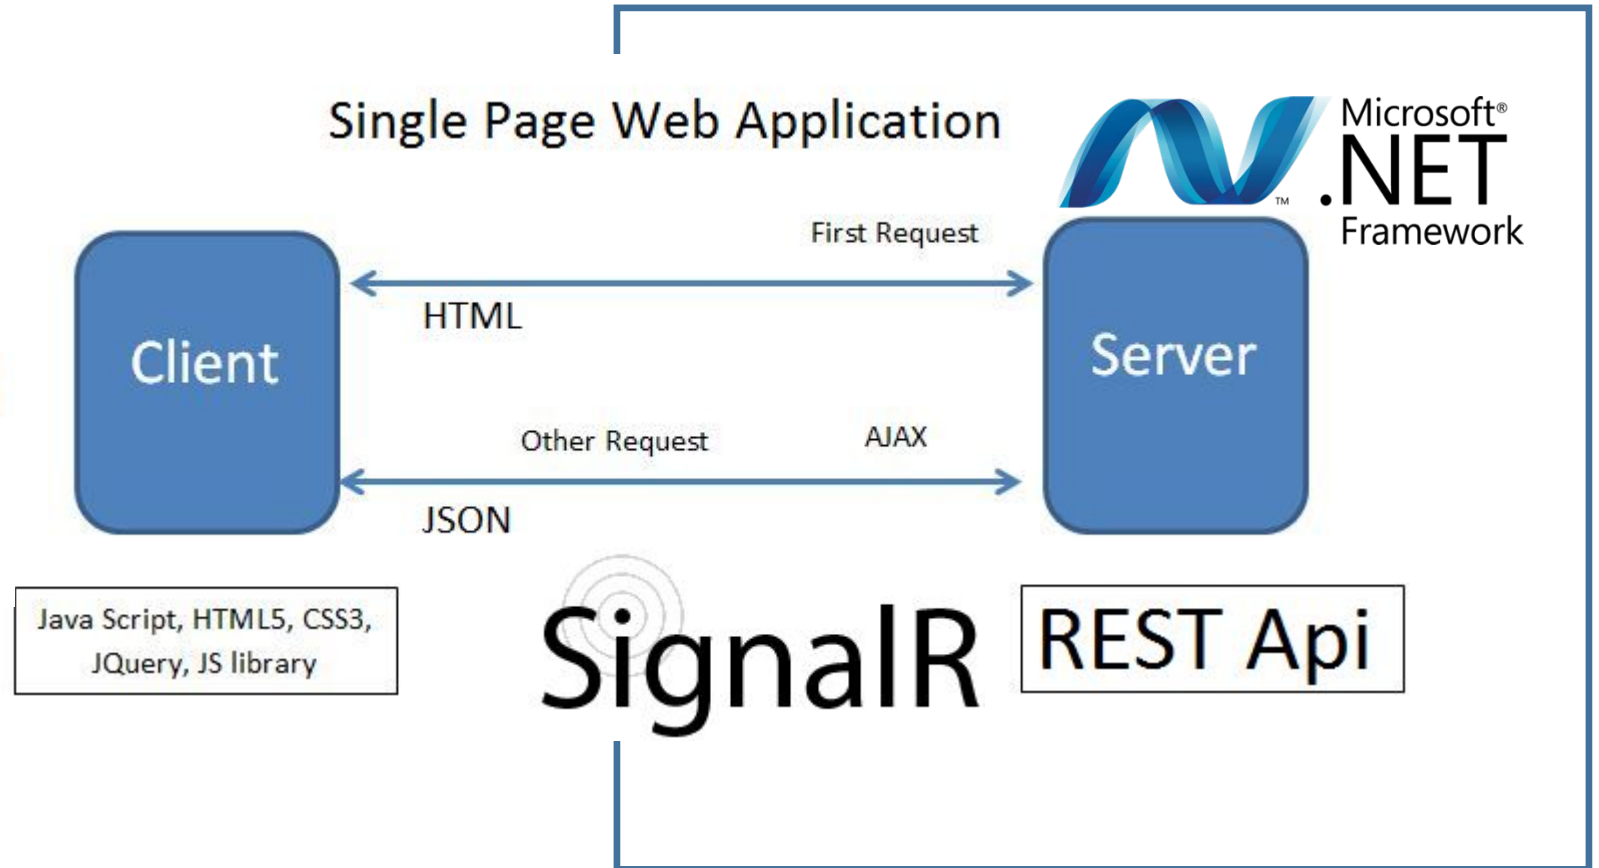 Single Page Web Application
Microsoft®
.NET
Framework
TM
First Request
HTML
Client
Server
Other Request
AJAX
JSON
Java Script, HTML5, CSS3,
JQuery, JS library
SignalR
REST Api